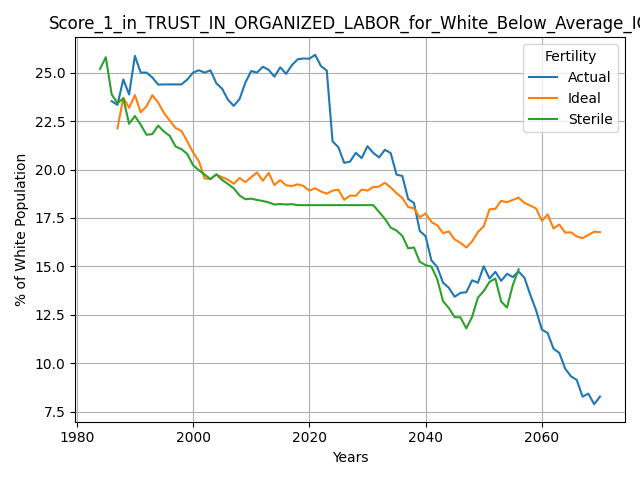 Score_1_in_TRUST_IN_ORGANIZED_LABOR_for_White_Below_Average_IQ
Fertility
Actual
Ideal
Sterile
% of White Population
25.0
22.5
20.0
17.5
15.0
12.5
10.0
7.5
1980
2000
2020
2040
2060
Years